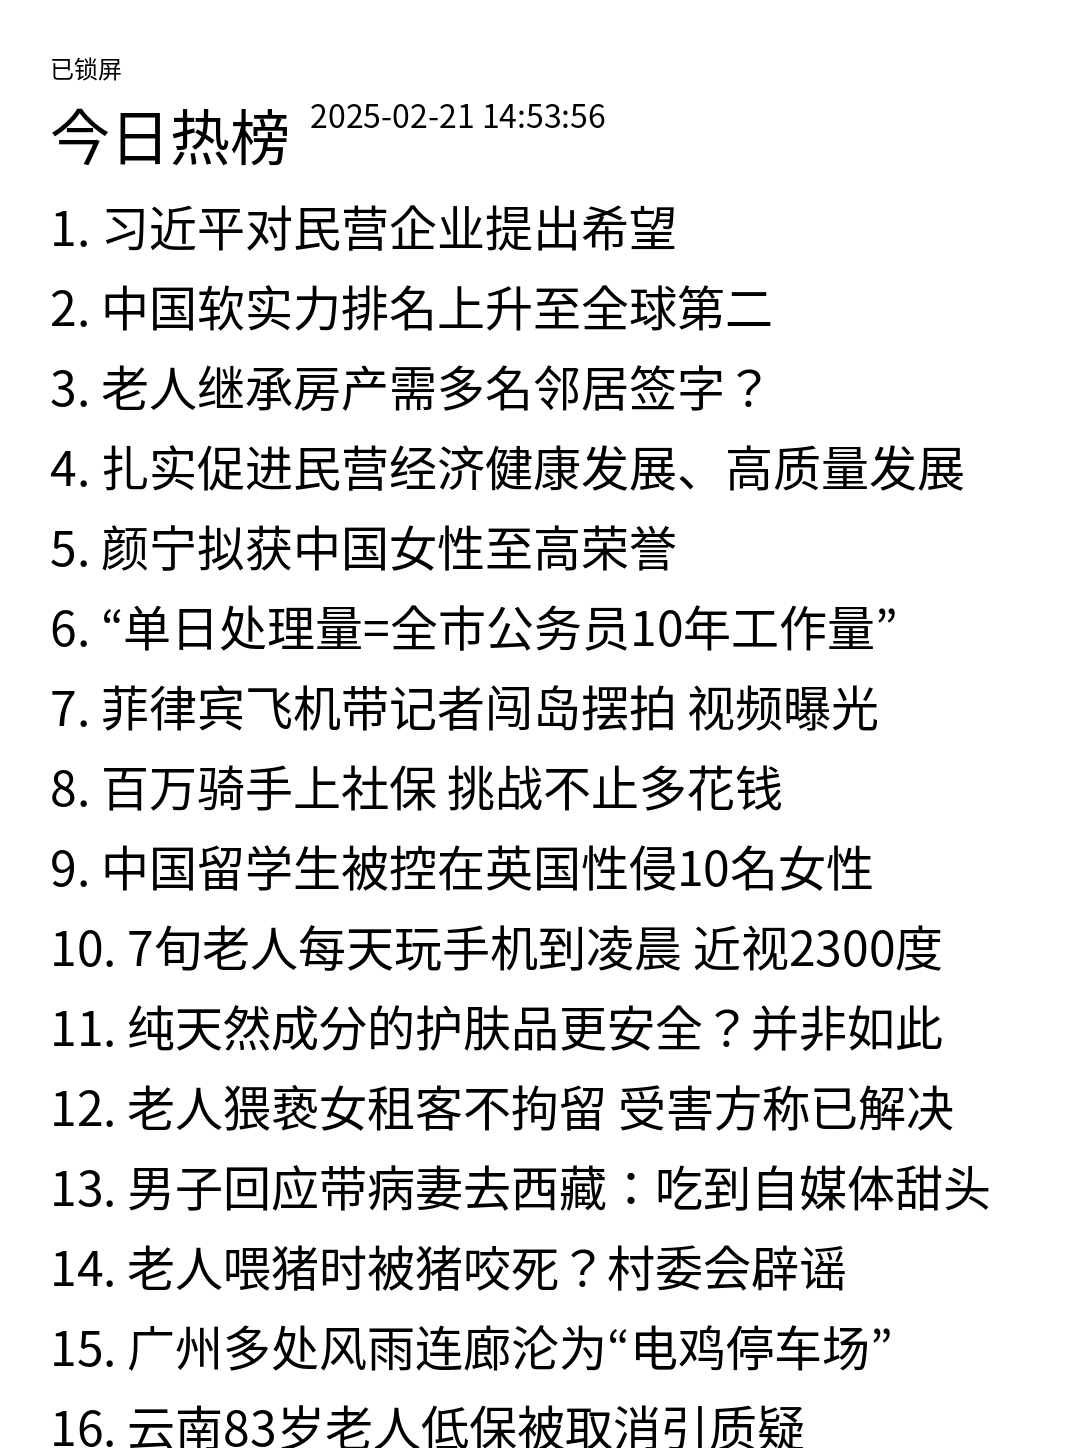 已锁屏
今日热榜 2025-02-21 14:53:56
1. 习近平对民营企业提出希望
2. 中国软实力排名上升至全球第二
3. 老人继承房产需多名邻居签字？
4. 扎实促进民营经济健康发展、高质量发展
5. 颜宁拟获中国女性至高荣誉
6. “单日处理量=全市公务员10年工作量”
7. 菲律宾飞机带记者闯岛摆拍 视频曝光
8. 百万骑手上社保 挑战不止多花钱
9. 中国留学生被控在英国性侵10名女性
10. 7旬老人每天玩手机到凌晨 近视2300度
11. 纯天然成分的护肤品更安全？并非如此
12. 老人猥亵女租客不拘留 受害方称已解决
13. 男子回应带病妻去西藏：吃到自媒体甜头
14. 老人喂猪时被猪咬死？村委会辟谣
15. 广州多处风雨连廊沦为“电鸡停车场”
16. 云南83岁老人低保被取消引质疑